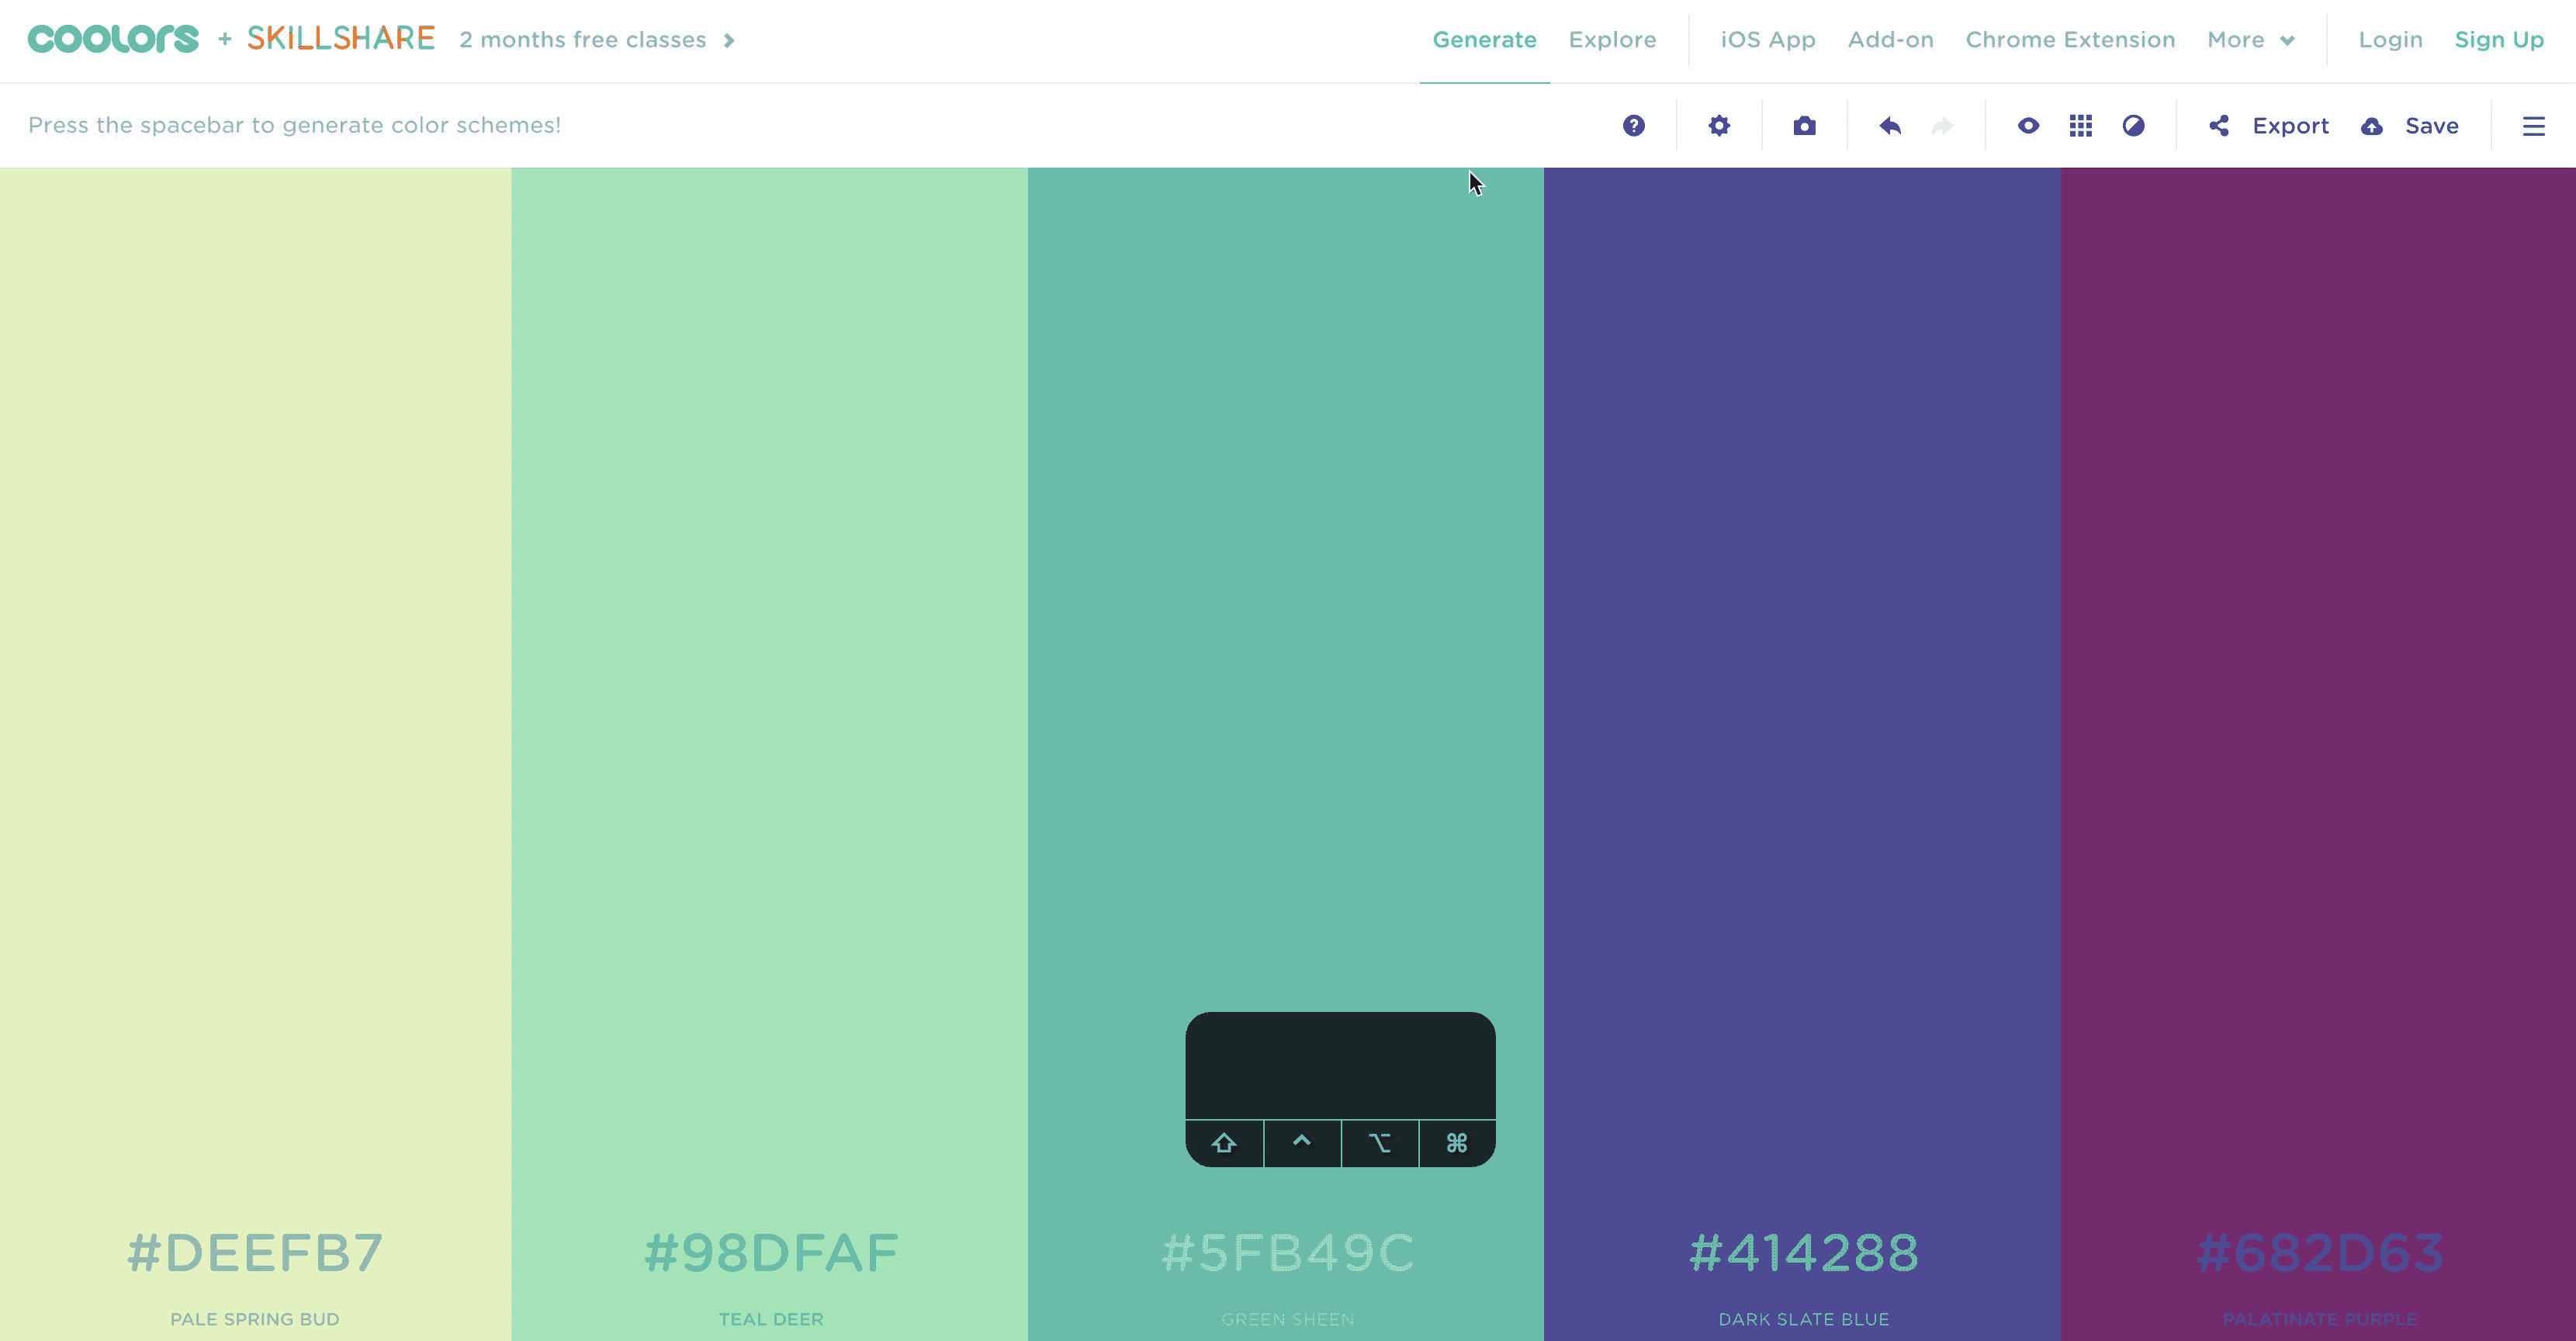 coolors + SKILLSHARE 2 months free classes
Generate Explore iOS App Add-on Chrome Extension More Login Sign Up
Press the spacebar to generate color schemes!
Export Save
#DEEFB7 #98DFAF #5FB49C #414288 #682D63
PALE SPRING BUD TEAL DEER GREEN SHEEN DARK SLATE BLUE PALATINATE PURPLE